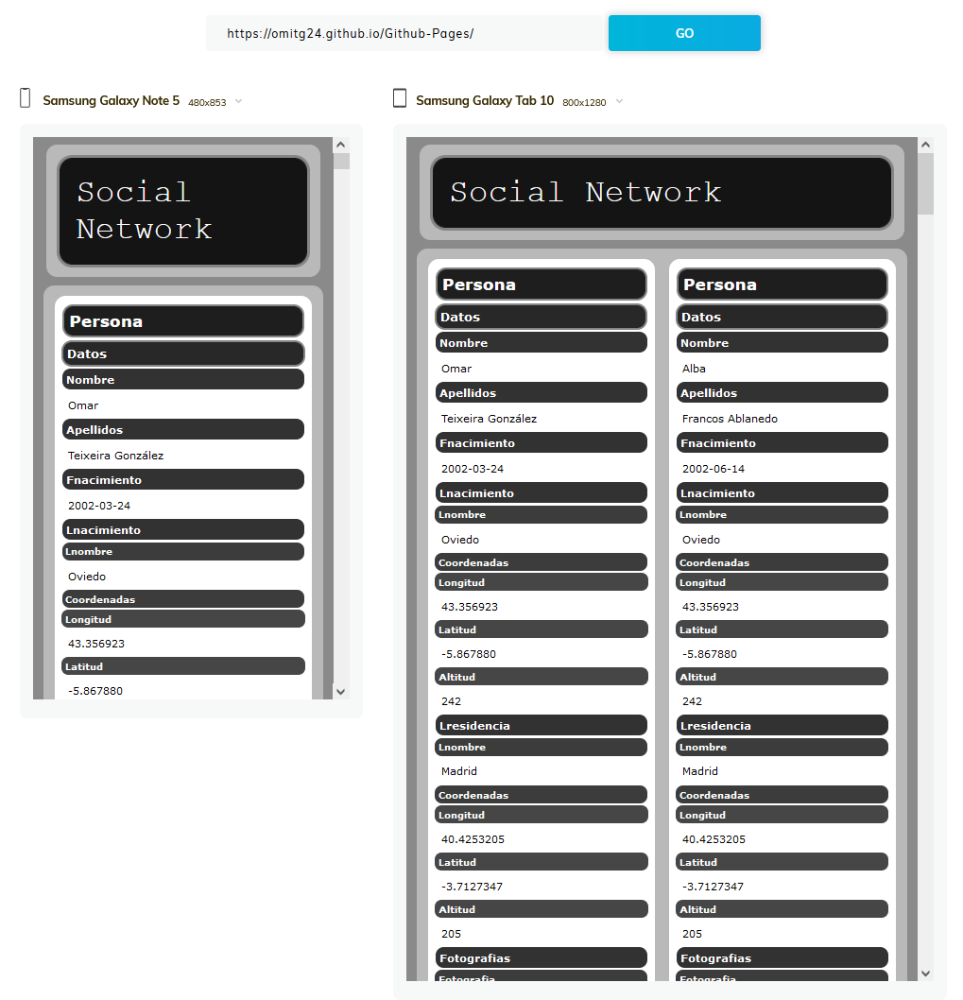 https://omitg24.github.io/Github-Pages/
GO
Samsung Galaxy Note 5 480x853
Social
Network
Persona
Datos
Nombre
Omar
Apellidos
Teixeira González
Fnacimiento
2002-03-24
Lnacimiento
Lnombre
Oviedo
Coordenadas
Longitud
43.356923
Latitud
-5.867880
Samsung Galaxy Tab 10 800x1280
Social Network
Persona
Datos
Nombre
Omar
Apellidos
Teixeira González
Fnacimiento
2002-03-24
Lnacimiento
Lnombre
Oviedo
Coordenadas
Longitud
43.356923
Latitud
-5.867880
Altitud
242
Lresidencia
Lnombre
Madrid
Coordenadas
Longitud
40.4253205
Latitud
-3.7127347
Altitud
205
Fotografias
Fotografia
Persona
Datos
Nombre
Alba
Apellidos
Francos Ablanedo
Fnacimiento
2002-06-14
Lnacimiento
Lnombre
Oviedo
Coordenadas
Longitud
43.356923
Latitud
-5.867880
Altitud
242
Lresidencia
Lnombre
Madrid
Coordenadas
Longitud
40.4253205
Latitud
-3.7127347
Altitud
205
Fotografias
Fotografia